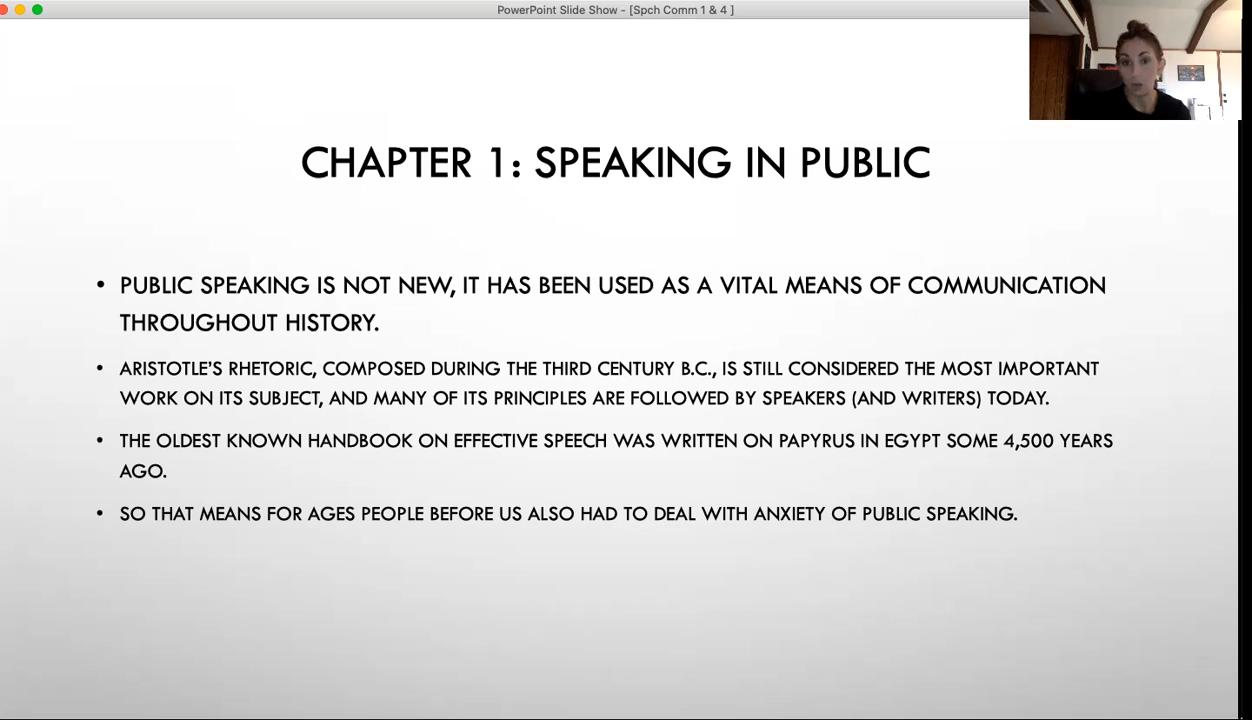 PowerPoint Slide Show - [Spch Comm 1 & 4 ]
CHAPTER 1: SPEAKING IN PUBLIC
• PUBLIC SPEAKING IS NOT NEW, IT HAS BEEN USED AS A VITAL MEANS OF COMMUNICATION
THROUGHOUT HISTORY.
• ARISTOTLE'S RHETORIC, COMPOSED DURING THE THIRD CENTURY B.C., IS STILL CONSIDERED THE MOST IMPORTANT
WORK ON ITS SUBJECT, AND MANY OF ITS PRINCIPLES ARE FOLLOWED BY SPEAKERS (AND WRITERS) TODAY.
• THE OLDEST KNOWN HANDBOOK ON EFFECTIVE SPEECH WAS WRITTEN ON PAPYRUS IN EGYPT SOME 4,500 YEARS
AGO.
• SO THAT MEANS FOR AGES PEOPLE BEFORE US ALSO HAD TO DEAL WITH ANXIETY OF PUBLIC SPEAKING.